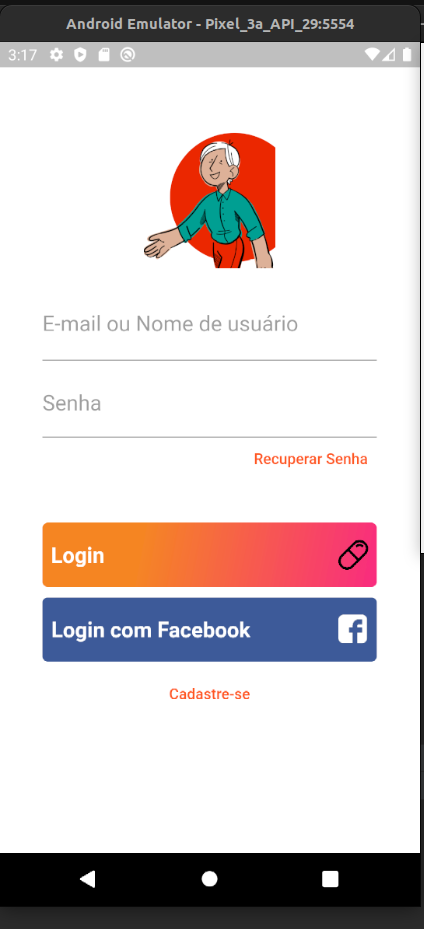 Android Emulator - Pixel_3a_API_29:5554
3:17
E-mail ou Nome de usuário
Senha
Recuperar Senha
Login
Login com Facebook
Cadastre-se